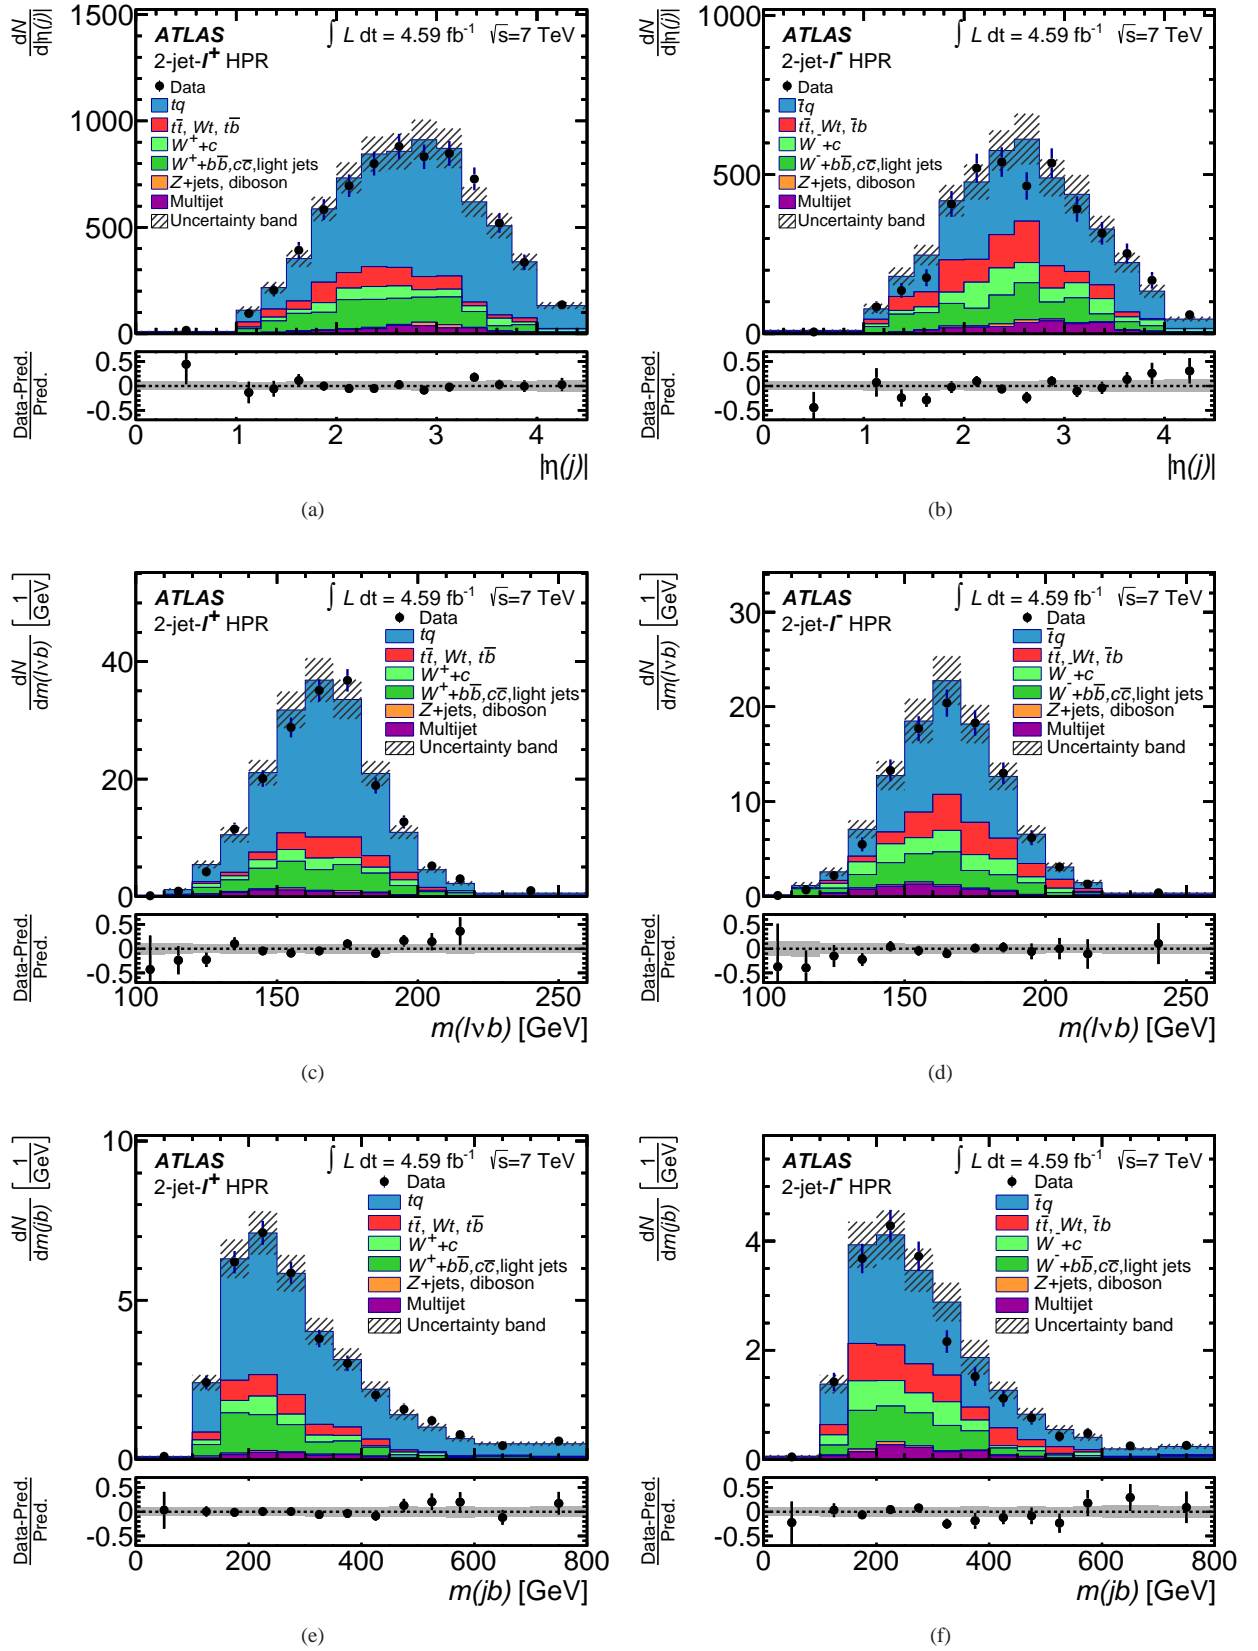 dN
d|η(j)|
1500
1000
500
0
ATLAS
∫ L dt = 4.59 fb⁻¹ √s=7 TeV
2-jet-l⁺ HPR
Data
tq
tt̄, Wt, tb̄
W⁺+c
W⁺+bb̄,cc̄,light jets
Z+jets, diboson
Multijet
Uncertainty band
Data-Pred.
Pred.
0.5
0
-0.5
0 1 2 3 4
|η(j)|
(a)
dN
d|η(j)|
1000
500
0
ATLAS
∫ L dt = 4.59 fb⁻¹ √s=7 TeV
2-jet-l⁻ HPR
Data
t̄q
tt̄, Wt, t̄b
W⁻+c
W⁻+bb̄,cc̄,light jets
Z+jets, diboson
Multijet
Uncertainty band
Data-Pred.
Pred.
0.5
0
-0.5
0 1 2 3 4
|η(j)|
(b)
dN
dm(lνb)
[1/GeV]
40
20
0
ATLAS
∫ L dt = 4.59 fb⁻¹ √s=7 TeV
2-jet-l⁺ HPR
Data
tq
tt̄, Wt, tb̄
W⁺+c
W⁺+bb̄,cc̄,light jets
Z+jets, diboson
Multijet
Uncertainty band
Data-Pred.
Pred.
0.5
0
-0.5
100 150 200 250
m(lνb) [GeV]
(c)
dN
dm(lνb)
[1/GeV]
30
20
10
0
ATLAS
∫ L dt = 4.59 fb⁻¹ √s=7 TeV
2-jet-l⁻ HPR
Data
t̄q
tt̄, Wt, t̄b
W⁻+c
W⁻+bb̄,cc̄,light jets
Z+jets, diboson
Multijet
Uncertainty band
Data-Pred.
Pred.
0.5
0
-0.5
100 150 200 250
m(lνb) [GeV]
(d)
dN
dm(jb)
[1/GeV]
10
5
0
ATLAS
∫ L dt = 4.59 fb⁻¹ √s=7 TeV
2-jet-l⁺ HPR
Data
tq
tt̄, Wt, tb̄
W⁺+c
W⁺+bb̄,cc̄,light jets
Z+jets, diboson
Multijet
Uncertainty band
Data-Pred.
Pred.
0.5
0
-0.5
0 200 400 600 800
m(jb) [GeV]
(e)
dN
dm(jb)
[1/GeV]
4
2
0
ATLAS
∫ L dt = 4.59 fb⁻¹ √s=7 TeV
2-jet-l⁻ HPR
Data
t̄q
tt̄, Wt, t̄b
W⁻+c
W⁻+bb̄,cc̄,light jets
Z+jets, diboson
Multijet
Uncertainty band
Data-Pred.
Pred.
0.5
0
-0.5
0 200 400 600 800
m(jb) [GeV]
(f)